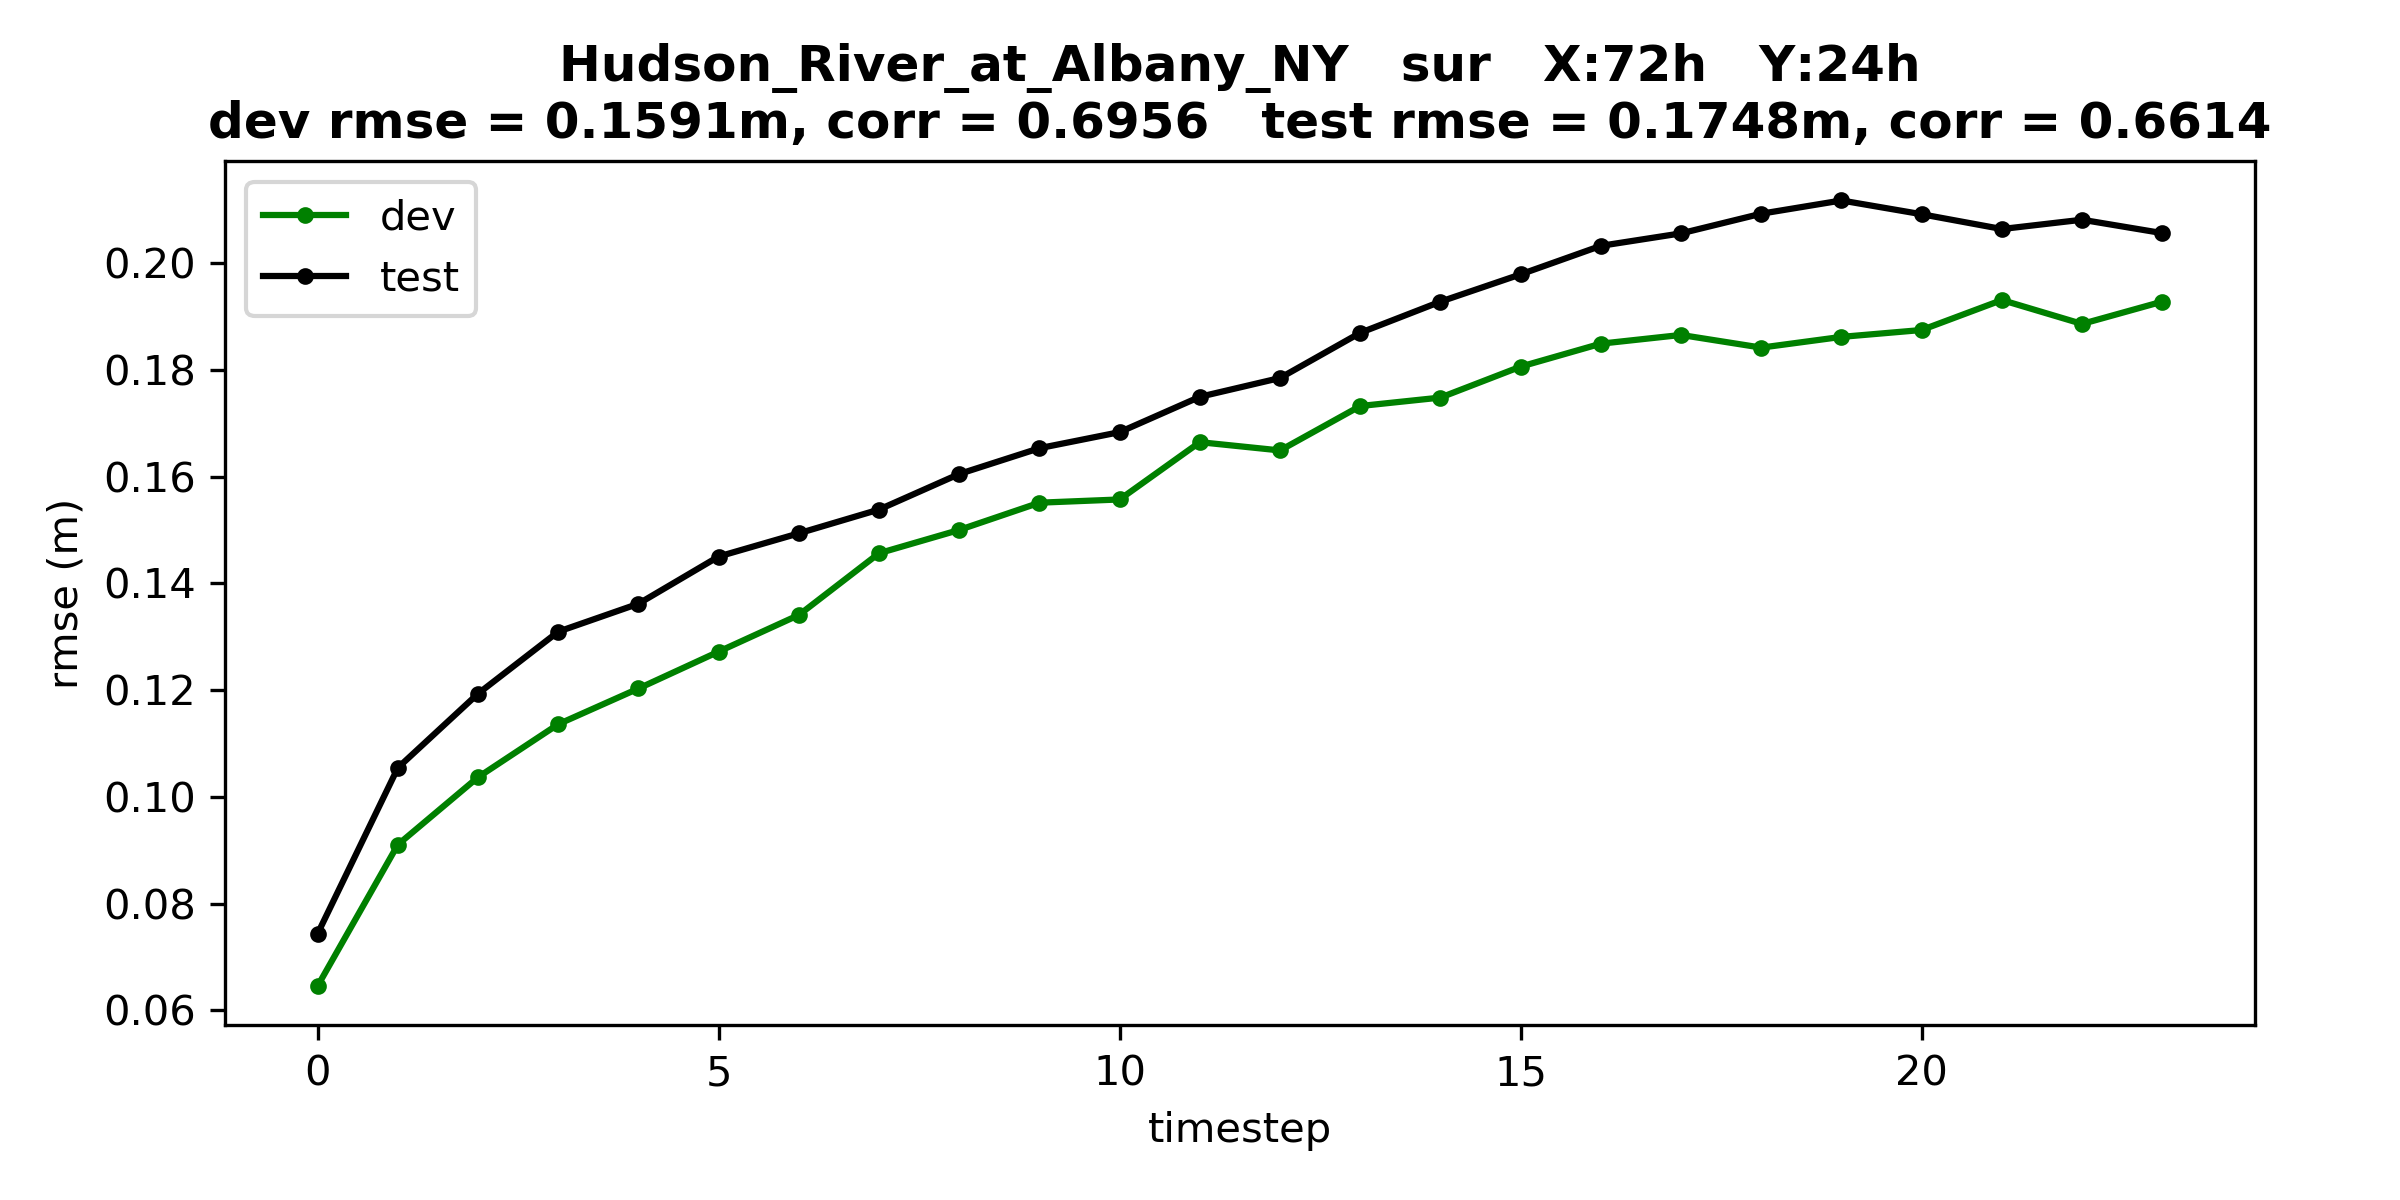 Hudson_River_at_Albany_NY   sur   X:72h   Y:24h
dev rmse = 0.1591m, corr = 0.6956   test rmse = 0.1748m, corr = 0.6614
dev
test
0.20
0.18
0.16
0.14
0.12
0.10
0.08
0.06
rmse (m)
0 5 10 15 20
timestep